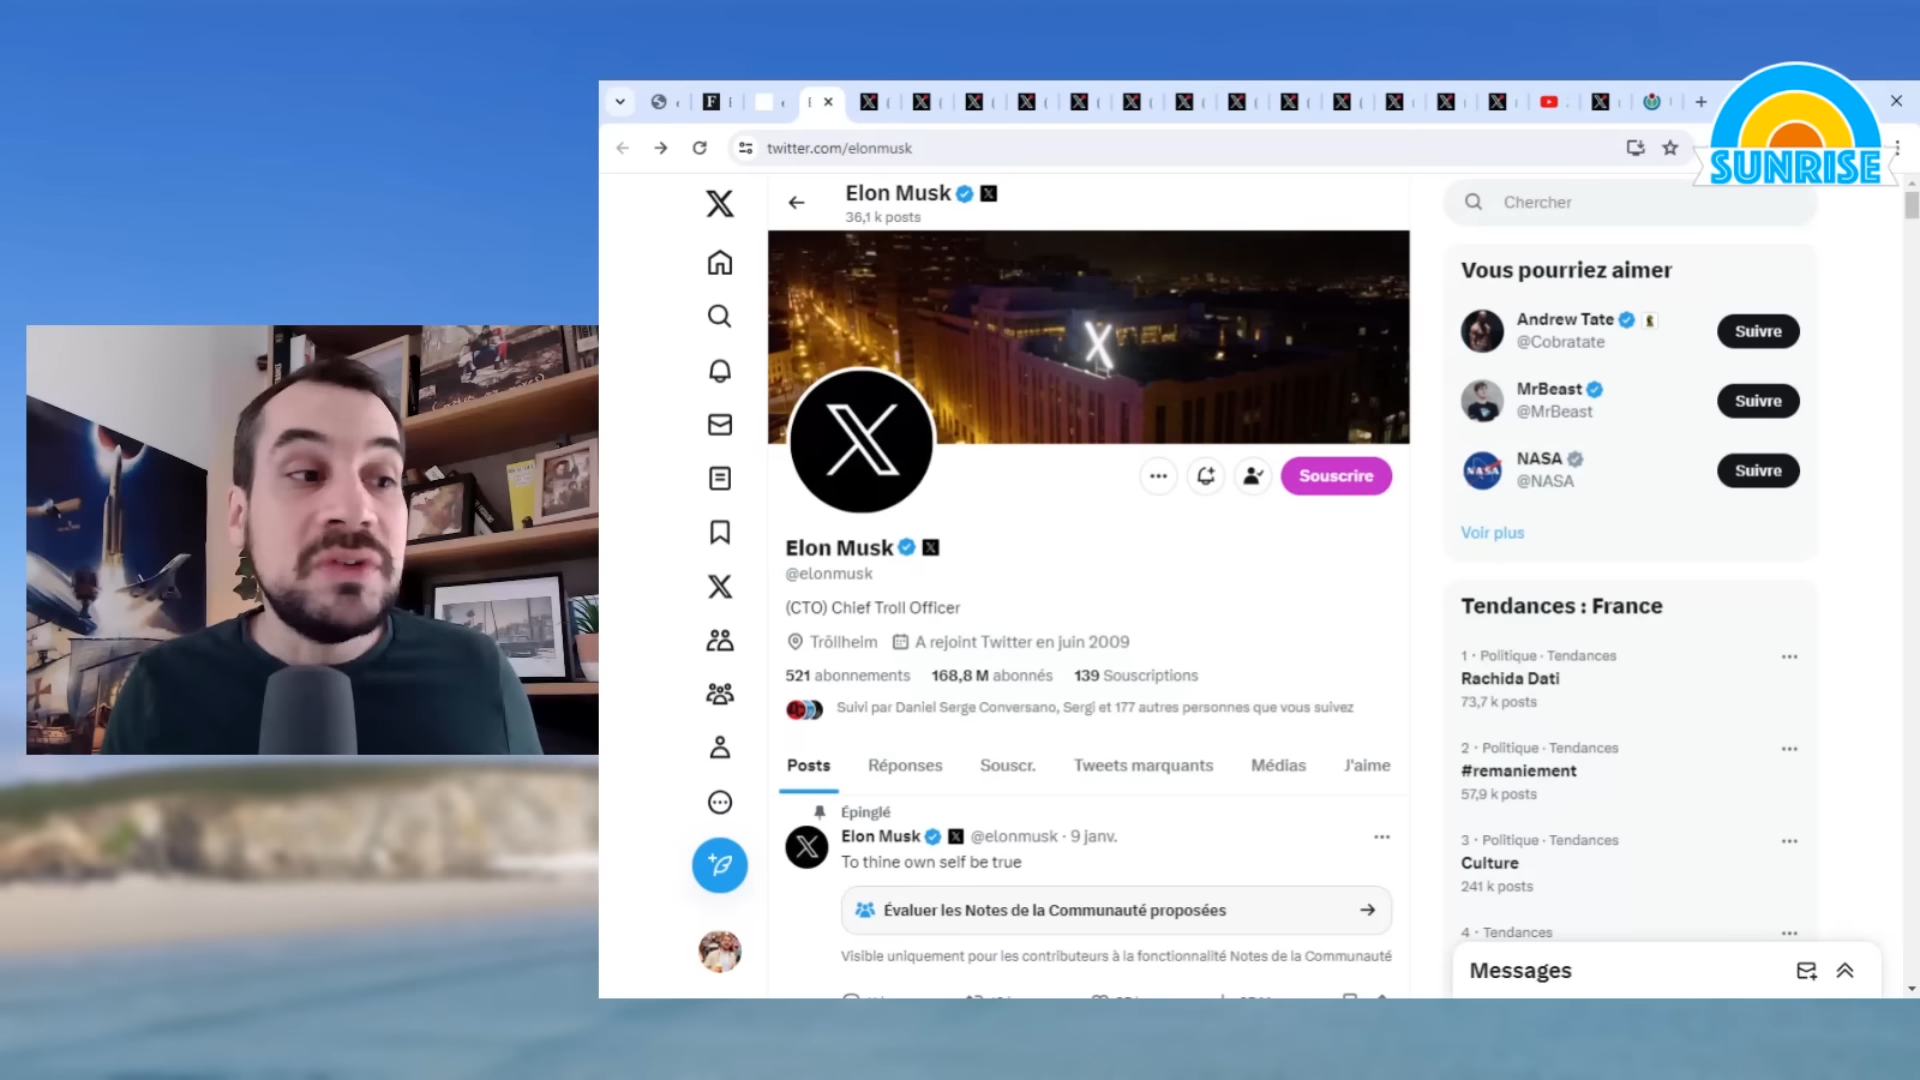 twitter.com/elonmusk
SUNRISE
Elon Musk
36,1 k posts
Souscrire
Elon Musk
@elonmusk
(CTO) Chief Troll Officer
Tröllheim A rejoint Twitter en juin 2009
521 abonnements 168,8 M abonnés 139 Souscriptions
Suivi par Daniel Serge Conversano, Sergi et 177 autres personnes que vous suivez
Posts Réponses Souscr. Tweets marquants Médias J'aime
Épinglé
Elon Musk @elonmusk · 9 janv.
To thine own self be true
Évaluer les Notes de la Communauté proposées
Visible uniquement pour les contributeurs à la fonctionnalité Notes de la Communauté
Chercher
Vous pourriez aimer
Andrew Tate
@Cobratate
Suivre
MrBeast
@MrBeast
Suivre
NASA
NASA
@NASA
Suivre
Voir plus
Tendances : France
1 · Politique · Tendances
Rachida Dati
73,7 k posts
2 · Politique · Tendances
#remaniement
57,9 k posts
3 · Politique · Tendances
Culture
241 k posts
4 · Tendances
Messages